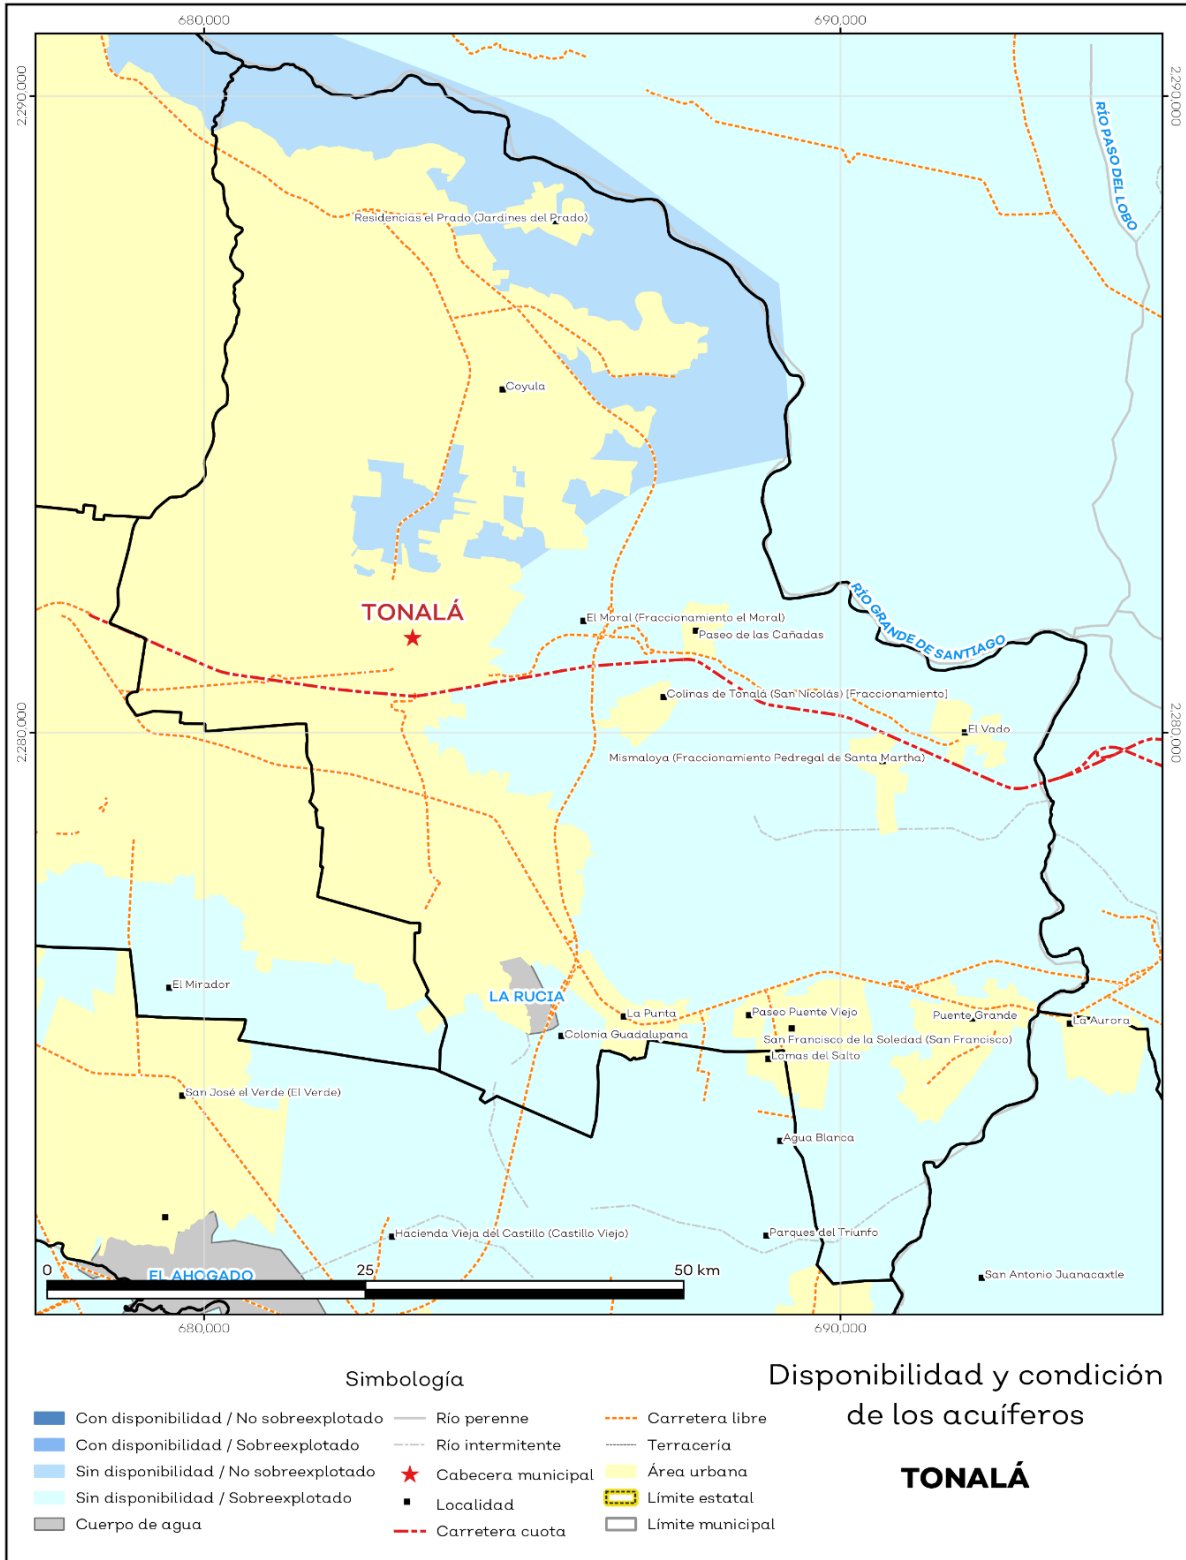 680,000
690,000
2,290,000
2,290,000
RÍO PASO DEL LOBO
Residencias el Prado (Jardines del Prado)
Coyula
TONALÁ
El Moral (Fraccionamiento el Moral)
Paseo de las Cañadas
RÍO GRANDE DE SANTIAGO
Colinas de Tonalá (San Nicolás) [Fraccionamiento]
El Vado
2,280,000
2,280,000
Mismaloya (Fraccionamiento Pedregal de Santa Martha)
El Mirador
LA RUCIA
La Punta
Paseo Puente Viejo
Puente Grande
La Aurora
Colonia Guadalupana
San Francisco de la Soledad (San Francisco)
Lomas del Salto
San José el Verde (El Verde)
Agua Blanca
Hacienda Vieja del Castillo (Castillo Viejo)
Parques del Triunfo
EL AHOGADO
San Antonio Juanacaxtle
0
25
50 km
680,000
690,000
Simbología
Con disponibilidad / No sobreexplotado
Con disponibilidad / Sobreexplotado
Sin disponibilidad / No sobreexplotado
Sin disponibilidad / Sobreexplotado
Cuerpo de agua
Río perenne
Río intermitente
Cabecera municipal
Localidad
Carretera cuota
Carretera libre
Terracería
Área urbana
Límite estatal
Límite municipal
Disponibilidad y condición
de los acuíferos
TONALÁ